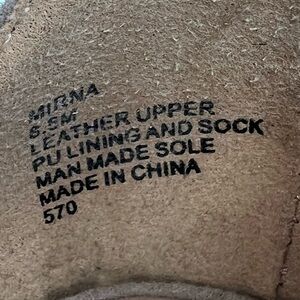 MIRNA
6.5M
LEATHER UPPER
PU LINING AND SOCK
MAN MADE SOLE
MADE IN CHINA
570